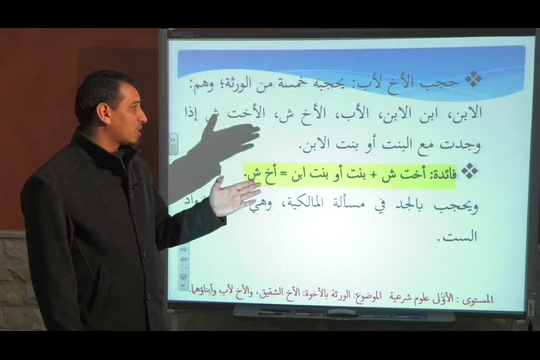 ❖ حجب الأخ لأب: يحجبه خمسة من الورثة؛ وهم:
الابن، ابن الابن، الأب، الأخ ش، الأخت ش إذا
وجدت مع البنت أو بنت الابن.
❖ فائدة: أخت ش + بنت أو بنت ابن = أخ ش.
ويحجب بالجد في مسألة المالكية، وهي
الست.
المستوى : الأولى علوم شرعية الموضوع: الورثة بالأخوة: الأخ الشقيق، والأخ لأب وأبناؤهما.